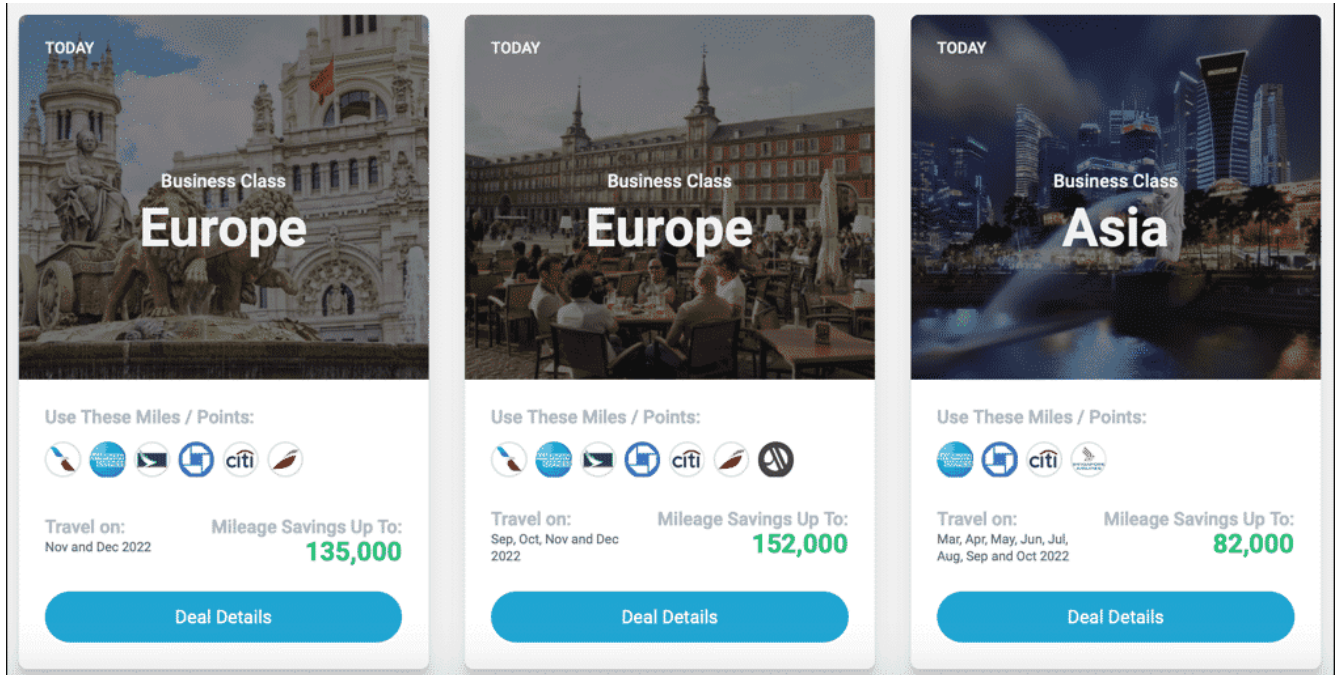 TODAY
Business Class
Europe
Use These Miles / Points:
citi
Travel on:
Nov and Dec 2022
Mileage Savings Up To:
135,000
Deal Details
TODAY
Business Class
Europe
Use These Miles / Points:
citi
Travel on:
Sep, Oct, Nov and Dec
2022
Mileage Savings Up To:
152,000
Deal Details
TODAY
Business Class
Asia
Use These Miles / Points:
citi
SINGAPORE
AIRLINES
Travel on:
Mar, Apr, May, Jun, Jul,
Aug, Sep and Oct 2022
Mileage Savings Up To:
82,000
Deal Details